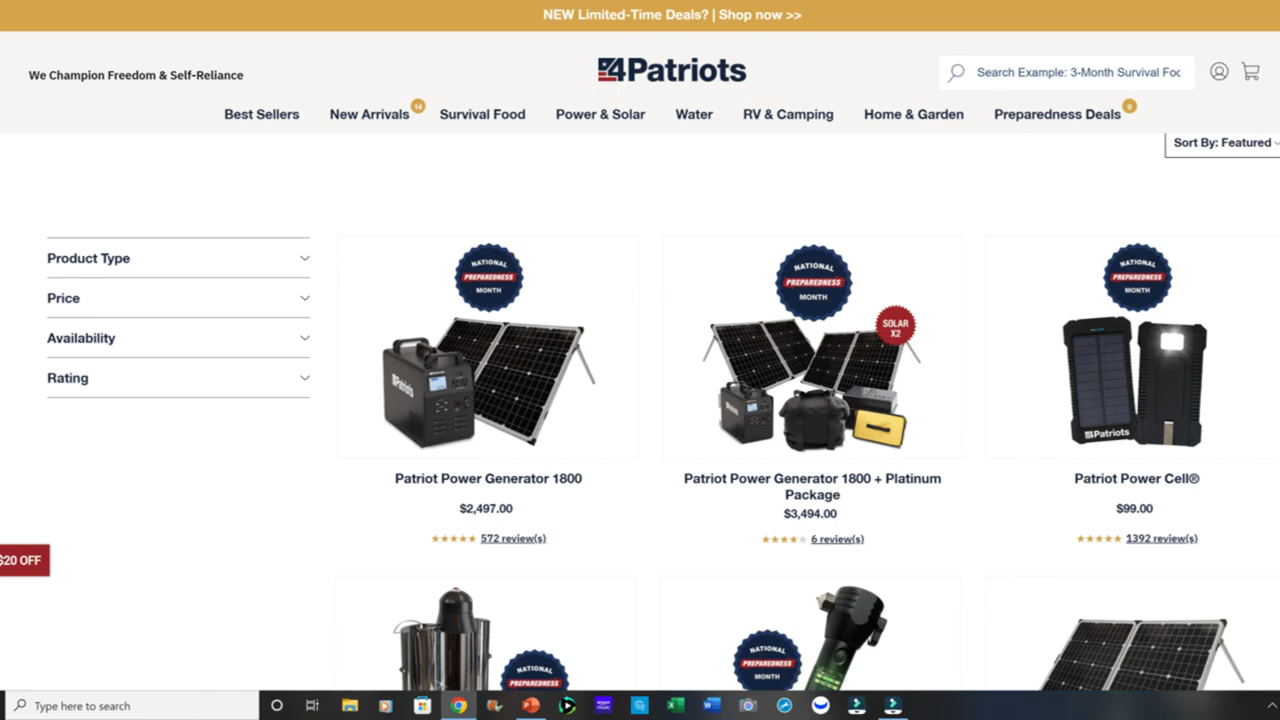 NEW Limited-Time Deals? | Shop now >>
We Champion Freedom & Self-Reliance
4Patriots
Search Example: 3-Month Survival Foo
Best Sellers
New Arrivals
14
Survival Food
Power & Solar
Water
RV & Camping
Home & Garden
Preparedness Deals
8
Sort By: Featured
Product Type
Price
Availability
Rating
NATIONAL
PREPAREDNESS
MONTH
4Patriots
Patriot Power Generator 1800
$2,497.00
572 review(s)
NATIONAL
PREPAREDNESS
MONTH
SOLAR
X2
Patriot Power Generator 1800 + Platinum
Package
$3,494.00
6 review(s)
NATIONAL
PREPAREDNESS
MONTH
4Patriots
Patriot Power Cell®
$99.00
1392 review(s)
$20 OFF
NATIONAL
PREPAREDNESS
NATIONAL
PREPAREDNESS
MONTH
Type here to search